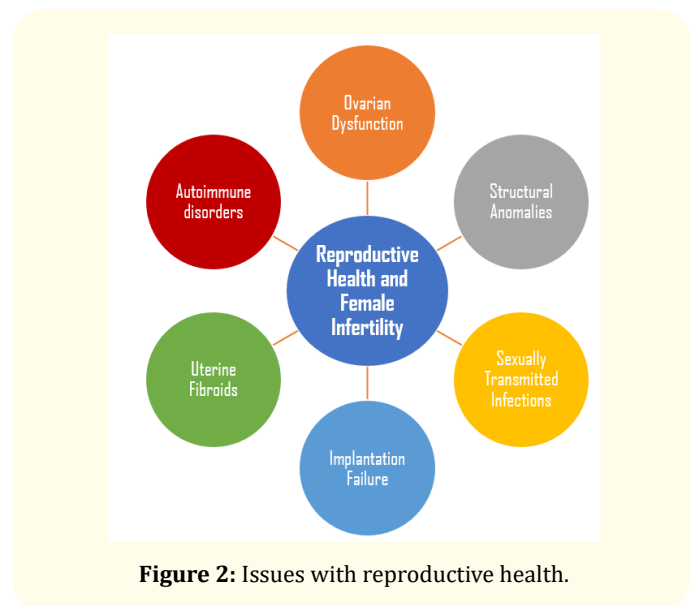 Ovarian
Dysfunction
Autoimmune
disorders
Structural
Anomalies
Reproductive
Health and
Female
Infertility
Uterine
Fibroids
Sexually
Transmitted
Infections
Implantation
Failure
Figure 2: Issues with reproductive health.